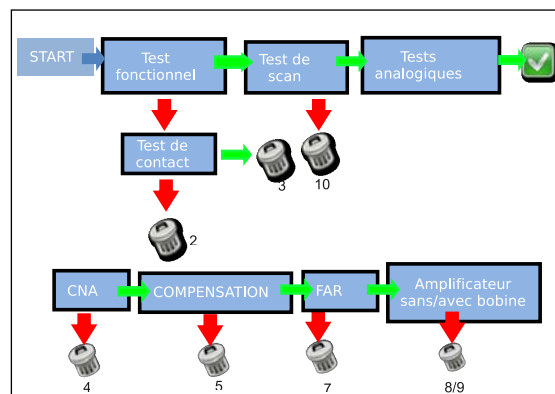 START
Test
fonctionnel
Test de
scan
Tests
analogiques
Test de
contact
3
10
2
CNA
COMPENSATION
FAR
Amplificateur
sans/avec bobine
4
5
7
8/9